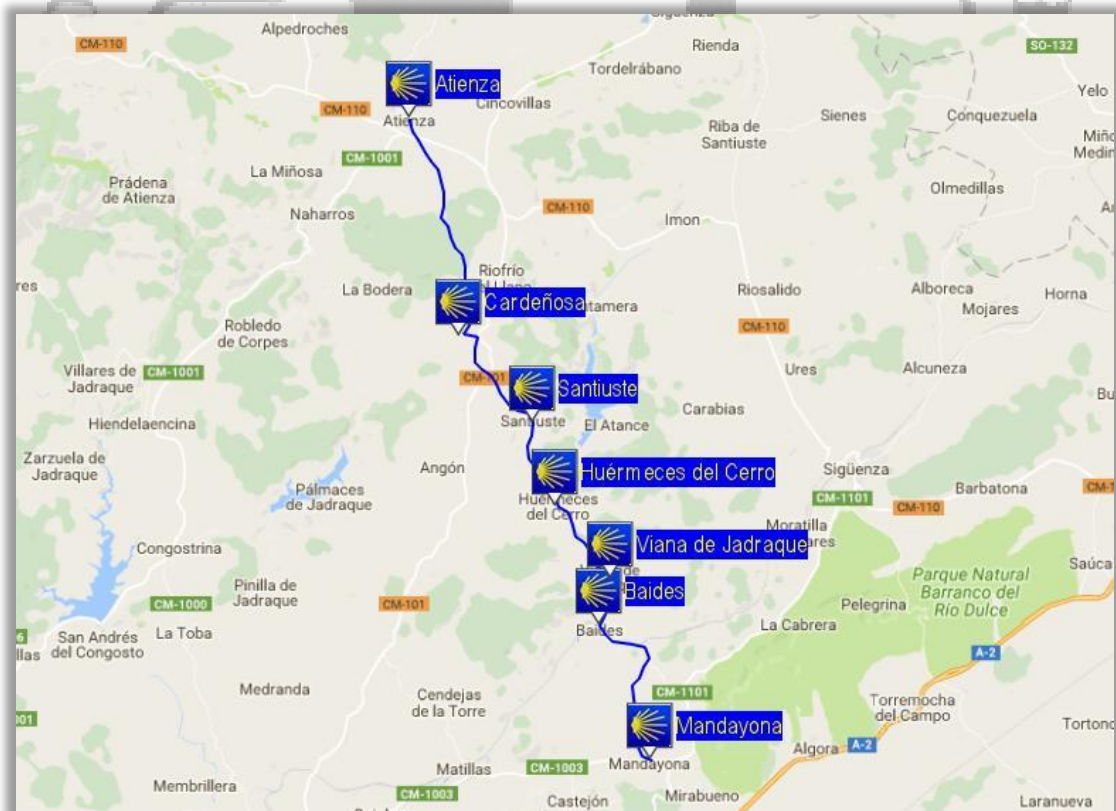 CM-110
Alpedroches
Rienda
SO-132
Tordelrábano
Atienza
Yelo
Cincovillas
CM-110
Atienza
Sienes
Conquezuela
Riba de
Santiuste
CM-1001
La Miñosa
Prádena
de Atienza
Olmedillas
Naharros
CM-110
Imon
Riofrío
La Bodera
Cardeñosa
Riosalido
Alboreca
Horna
Mojares
Robledo
de Corpes
CM-110
Villares de
Jadraque
CM-1001
Ures
Alcuneza
Santiuste
Carabias
Hiendelaencina
Santiuste
El Atance
Zarzuela de
Jadraque
Angón
Huérmeces del Cerro
Sigüenza
Pálmaces
de Jadraque
Huérmeces
del Cerro
CM-1101
Barbatona
CM-110
Moratilla
Congostrina
Viana de Jadraque
Saúca
Pinilla de
Jadraque
Parque Natural
Barranco del
Río Dulce
CM-1000
CM-101
Baides
Pelegrina
La Cabrera
San Andrés
del Congosto
La Toba
Baides
A-2
Medranda
Cendejas
de la Torre
CM-1101
Torremocha
del Campo
Mandayona
Algora
A-2
Matillas
CM-1003
Mandayona
Membrillera
CM-1003
Castejón
Mirabueno
Laranueva